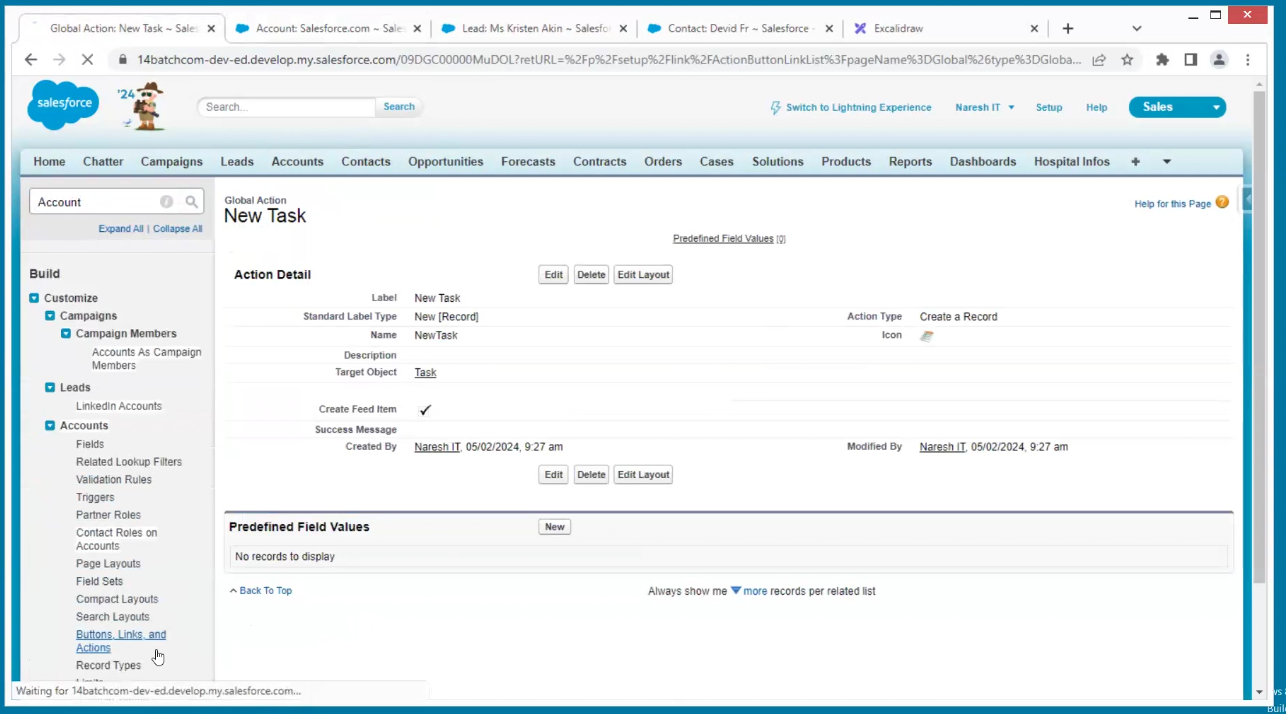 Global Action: New Task ~ Sales
Account: Salesforce.com ~ Sale
Lead: Ms Kristen Akin ~ Salesfo
Contact: Devid Fr ~ Salesforce -
Excalidraw
14batchcom-dev-ed.develop.my.salesforce.com/09DGC00000MuDOL?retURL=%2Fp%2Fsetup%2Flink%2FActionButtonLinkList%3FpageName%3DGlobal%26type%3DGloba...
salesforce
'24
Search...
Search
Switch to Lightning Experience
Naresh IT
Setup
Help
Sales
Home
Chatter
Campaigns
Leads
Accounts
Contacts
Opportunities
Forecasts
Contracts
Orders
Cases
Solutions
Products
Reports
Dashboards
Hospital Infos
+
Account
Expand All | Collapse All
Build
Customize
Campaigns
Campaign Members
Accounts As Campaign
Members
Leads
LinkedIn Accounts
Accounts
Fields
Related Lookup Filters
Validation Rules
Triggers
Partner Roles
Contact Roles on
Accounts
Page Layouts
Field Sets
Compact Layouts
Search Layouts
Buttons, Links, and
Actions
Record Types
Global Action
New Task
Help for this Page ?
Predefined Field Values [0]
Action Detail
Edit
Delete
Edit Layout
Label New Task
Standard Label Type New [Record]
Action Type Create a Record
Name NewTask
Icon
Description
Target Object Task
Create Feed Item ✓
Success Message
Created By Naresh IT, 05/02/2024, 9:27 am
Modified By Naresh IT, 05/02/2024, 9:27 am
Edit
Delete
Edit Layout
Predefined Field Values
New
No records to display
Back To Top
Always show me more records per related list
Waiting for 14batchcom-dev-ed.develop.my.salesforce.com...